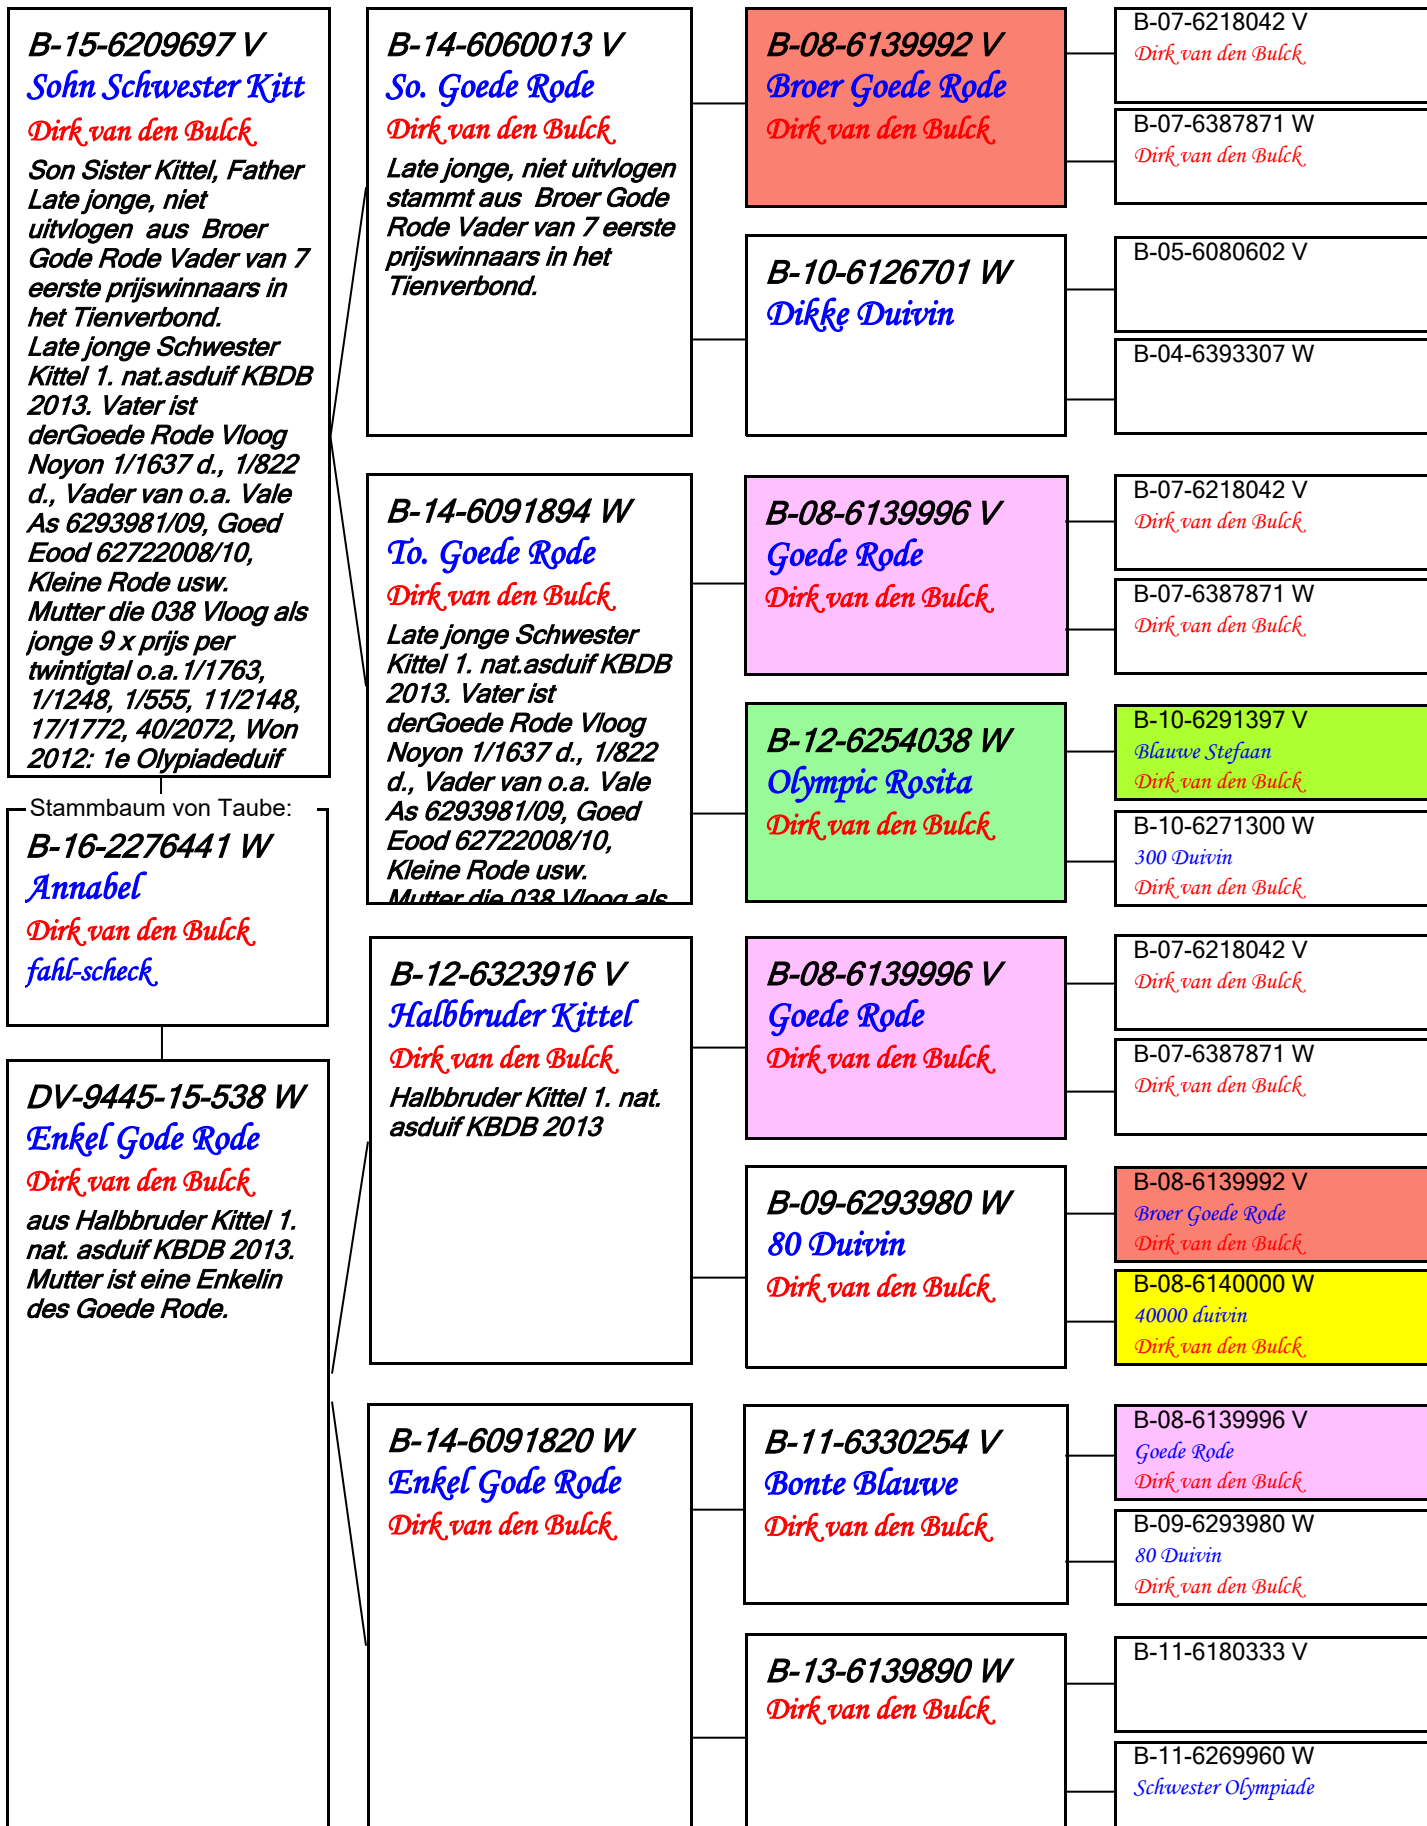 B-15-6209697 V
Sohn Schwester Kitt
Dirk van den Bulck
Son Sister Kittel, Father
Late jonge, niet
uitvlogen aus Broer
Gode Rode Vader van 7
eerste prijswinnaars in
het Tienverbond.
Late jonge Schwester
Kittel 1. nat.asduif KBDB
2013. Vater ist
derGoede Rode Vloog
Noyon 1/1637 d., 1/822
d., Vader van o.a. Vale
As 6293981/09, Goed
Eood 62722008/10,
Kleine Rode usw.
Mutter die 038 Vloog als
jonge 9 x prijs per
twintigtal o.a.1/1763,
1/1248, 1/555, 11/2148,
17/1772, 40/2072, Won
2012: 1e Olypiadeduif
Stammbaum von Taube:
B-16-2276441 W
Annabel
Dirk van den Bulck
fahl-scheck
DV-9445-15-538 W
Enkel Gode Rode
Dirk van den Bulck
aus Halbbruder Kittel 1.
nat. asduif KBDB 2013.
Mutter ist eine Enkelin
des Goede Rode.
B-14-6060013 V
So. Goede Rode
Dirk van den Bulck
Late jonge, niet uitvlogen
stammt aus Broer Gode
Rode Vader van 7 eerste
prijswinnaars in het
Tienverbond.
B-14-6091894 W
To. Goede Rode
Dirk van den Bulck
Late jonge Schwester
Kittel 1. nat.asduif KBDB
2013. Vater ist
derGoede Rode Vloog
Noyon 1/1637 d., 1/822
d., Vader van o.a. Vale
As 6293981/09, Goed
Eood 62722008/10,
Kleine Rode usw.
Mutter die 038 Vloog als
B-12-6323916 V
Halbbruder Kittel
Dirk van den Bulck
Halbbruder Kittel 1. nat.
asduif KBDB 2013
B-14-6091820 W
Enkel Gode Rode
Dirk van den Bulck
B-08-6139992 V
Broer Goede Rode
Dirk van den Bulck
B-10-6126701 W
Dikke Duivin
B-08-6139996 V
Goede Rode
Dirk van den Bulck
B-12-6254038 W
Olympic Rosita
Dirk van den Bulck
B-08-6139996 V
Goede Rode
Dirk van den Bulck
B-09-6293980 W
80 Duivin
Dirk van den Bulck
B-11-6330254 V
Bonte Blauwe
Dirk van den Bulck
B-13-6139890 W
Dirk van den Bulck
B-07-6218042 V
Dirk van den Bulck
B-07-6387871 W
Dirk van den Bulck
B-05-6080602 V
B-04-6393307 W
B-07-6218042 V
Dirk van den Bulck
B-07-6387871 W
Dirk van den Bulck
B-10-6291397 V
Blauwe Stefaan
Dirk van den Bulck
B-10-6271300 W
300 Duivin
Dirk van den Bulck
B-07-6218042 V
Dirk van den Bulck
B-07-6387871 W
Dirk van den Bulck
B-08-6139992 V
Broer Goede Rode
Dirk van den Bulck
B-08-6140000 W
40000 duivin
Dirk van den Bulck
B-08-6139996 V
Goede Rode
Dirk van den Bulck
B-09-6293980 W
80 Duivin
Dirk van den Bulck
B-11-6180333 V
B-11-6269960 W
Schwester Olympiade